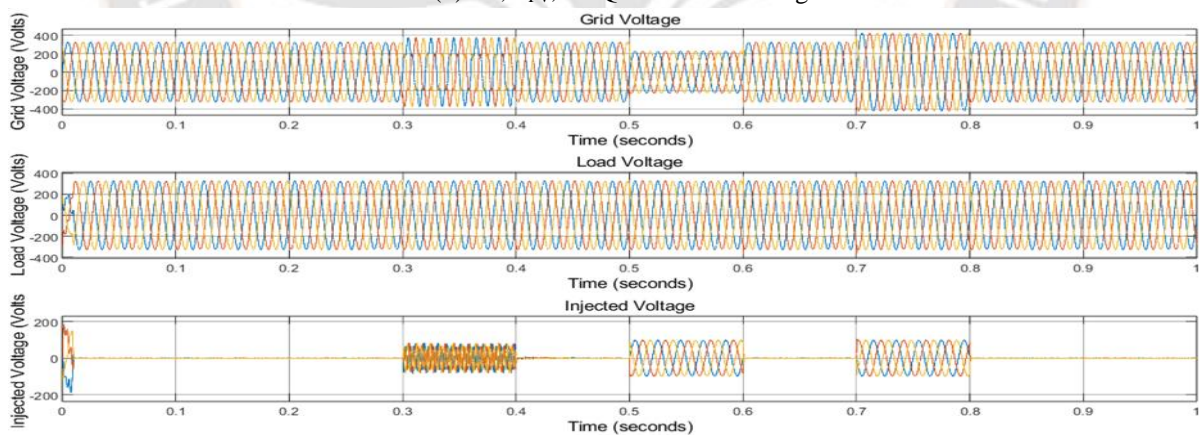 Grid Voltage
Grid Voltage (Volts)
400
200
0
-200
-400
0 0.1 0.2 0.3 0.4 0.5 0.6 0.7 0.8 0.9 1
Time (seconds)
Load Voltage
Load Voltage (Volts)
400
200
0
-200
-400
0 0.1 0.2 0.3 0.4 0.5 0.6 0.7 0.8 0.9 1
Time (seconds)
Injected Voltage
Injected Voltage (Volts
200
0
-200
0 0.1 0.2 0.3 0.4 0.5 0.6 0.7 0.8 0.9 1
Time (seconds)